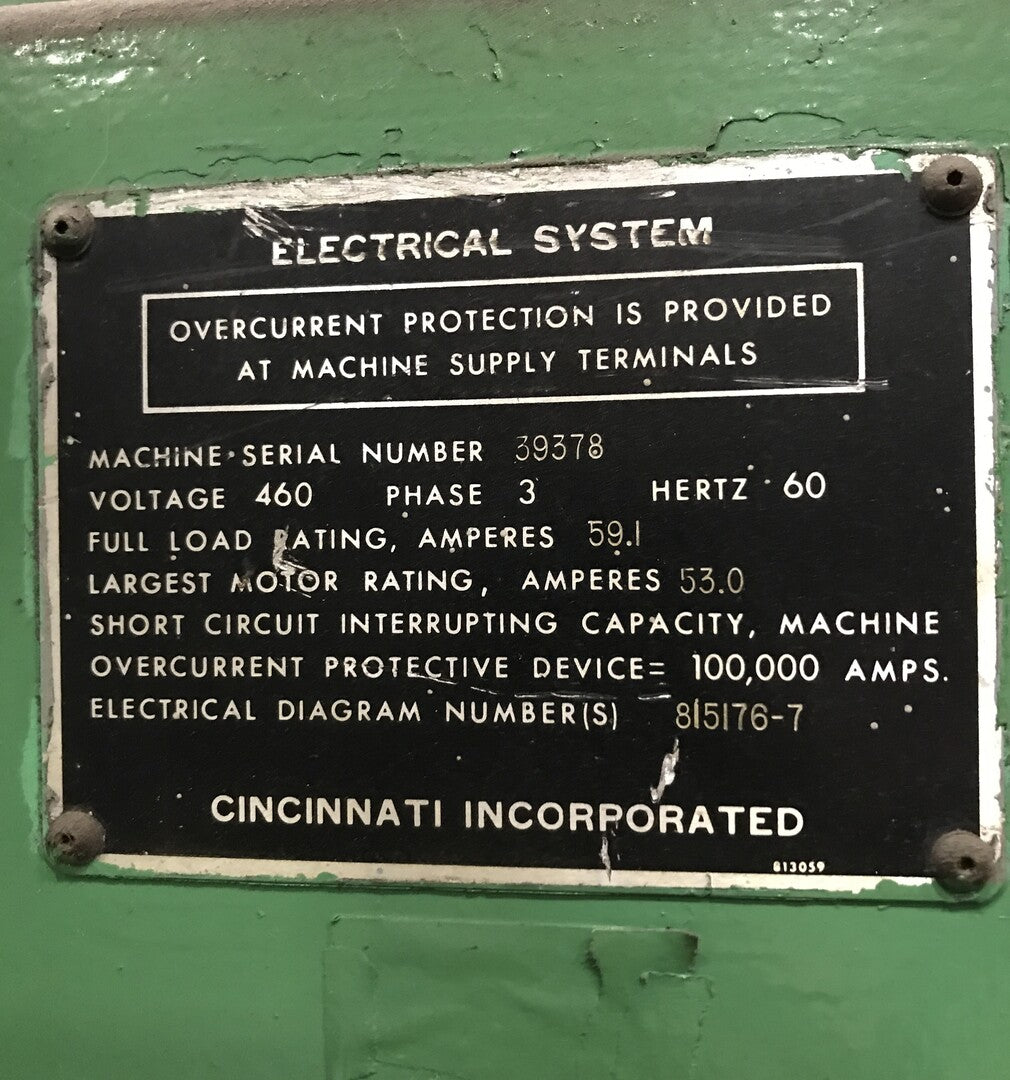 ELECTRICAL SYSTEM
OVERCURRENT PROTECTION IS PROVIDED
AT MACHINE SUPPLY TERMINALS
MACHINE SERIAL NUMBER 39378
VOLTAGE 460 PHASE 3 HERTZ 60
FULL LOAD RATING, AMPERES 59.1
LARGEST MOTOR RATING, AMPERES 53.0
SHORT CIRCUIT INTERRUPTING CAPACITY, MACHINE
OVERCURRENT PROTECTIVE DEVICE= 100,000 AMPS.
ELECTRICAL DIAGRAM NUMBER(S) 815176-7
CINCINNATI INCORPORATED
813059